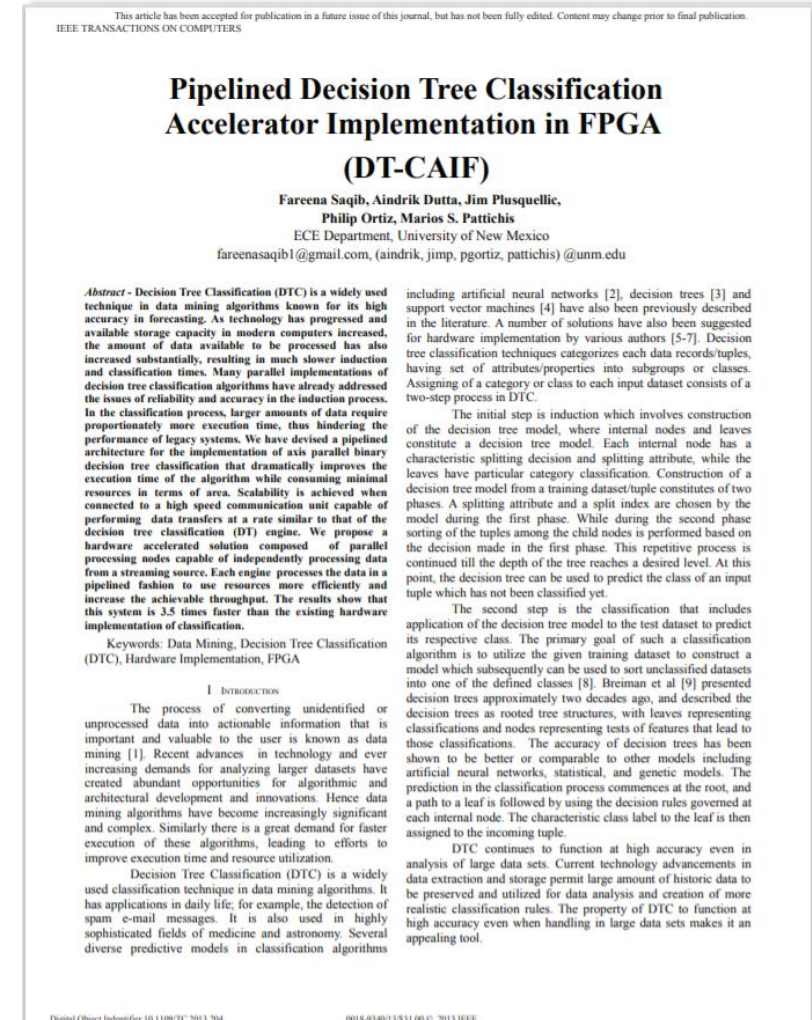 This article has been accepted for publication in a future issue of this journal, but has not been fully edited. Content may change prior to final publication.
IEEE TRANSACTIONS ON COMPUTERS
Pipelined Decision Tree Classification
Accelerator Implementation in FPGA
(DT-CAIF)
Fareena Saqib, Aindrik Dutta, Jim Plusquellic,
Philip Ortiz, Marios S. Pattichis
ECE Department, University of New Mexico
fareenasaqib1@gmail.com, (aindrik, jimp, pgortiz, pattichis) @unm.edu
Abstract - Decision Tree Classification (DTC) is a widely used
technique in data mining algorithms known for its high
accuracy in forecasting. As technology has progressed and
available storage capacity in modern computers increased,
the amount of data available to be processed has also
increased substantially, resulting in much slower induction
and classification times. Many parallel implementations of
decision tree classification algorithms have already addressed
the issues of reliability and accuracy in the induction process.
In the classification process, larger amounts of data require
proportionately more execution time, thus hindering the
performance of legacy systems. We have devised a pipelined
architecture for the implementation of axis parallel binary
decision tree classification that dramatically improves the
execution time of the algorithm while consuming minimal
resources in terms of area. Scalability is achieved when
connected to a high speed communication unit capable of
performing data transfers at a rate similar to that of the
decision tree classification (DT) engine. We propose a
hardware accelerated solution composed of parallel
processing nodes capable of independently processing data
from a streaming source. Each engine processes the data in a
pipelined fashion to use resources more efficiently and
increase the achievable throughput. The results show that
this system is 3.5 times faster than the existing hardware
implementation of classification.
Keywords: Data Mining, Decision Tree Classification
(DTC), Hardware Implementation, FPGA
I INTRODUCTION
The process of converting unidentified or
unprocessed data into actionable information that is
important and valuable to the user is known as data
mining [1]. Recent advances in technology and ever
increasing demands for analyzing larger datasets have
created abundant opportunities for algorithmic and
architectural development and innovations. Hence data
mining algorithms have become increasingly significant
and complex. Similarly there is a great demand for faster
execution of these algorithms, leading to efforts to
improve execution time and resource utilization.
Decision Tree Classification (DTC) is a widely
used classification technique in data mining algorithms. It
has applications in daily life; for example, the detection of
spam e-mail messages. It is also used in highly
sophisticated fields of medicine and astronomy. Several
diverse predictive models in classification algorithms
including artificial neural networks [2], decision trees [3] and
support vector machines [4] have also been previously described
in the literature. A number of solutions have also been suggested
for hardware implementation by various authors [5-7]. Decision
tree classification techniques categorizes each data records/tuples,
having set of attributes/properties into subgroups or classes.
Assigning of a category or class to each input dataset consists of a
two-step process in DTC.
The initial step is induction which involves construction
of the decision tree model, where internal nodes and leaves
constitute a decision tree model. Each internal node has a
characteristic splitting decision and splitting attribute, while the
leaves have particular category classification. Construction of a
decision tree model from a training dataset/tuple constitutes of two
phases. A splitting attribute and a split index are chosen by the
model during the first phase. While during the second phase
sorting of the tuples among the child nodes is performed based on
the decision made in the first phase. This repetitive process is
continued till the depth of the tree reaches a desired level. At this
point, the decision tree can be used to predict the class of an input
tuple which has not been classified yet.
The second step is the classification that includes
application of the decision tree model to the test dataset to predict
its respective class. The primary goal of such a classification
algorithm is to utilize the given training dataset to construct a
model which subsequently can be used to sort unclassified datasets
into one of the defined classes [8]. Breiman et al [9] presented
decision trees approximately two decades ago, and described the
decision trees as rooted tree structures, with leaves representing
classifications and nodes representing tests of features that lead to
those classifications. The accuracy of decision trees has been
shown to be better or comparable to other models including
artificial neural networks, statistical, and genetic models. The
prediction in the classification process commences at the root, and
a path to a leaf is followed by using the decision rules governed at
each internal node. The characteristic class label to the leaf is then
assigned to the incoming tuple.
DTC continues to function at high accuracy even in
analysis of large data sets. Current technology advancements in
data extraction and storage permit large amount of historic data to
be preserved and utilized for data analysis and creation of more
realistic classification rules. The property of DTC to function at
high accuracy even when handling in large data sets makes it an
appealing tool.
Digital Object Indentifier 10.1109/TC.2013.204
0018-9340/13/$31.00 © 2013 IEEE